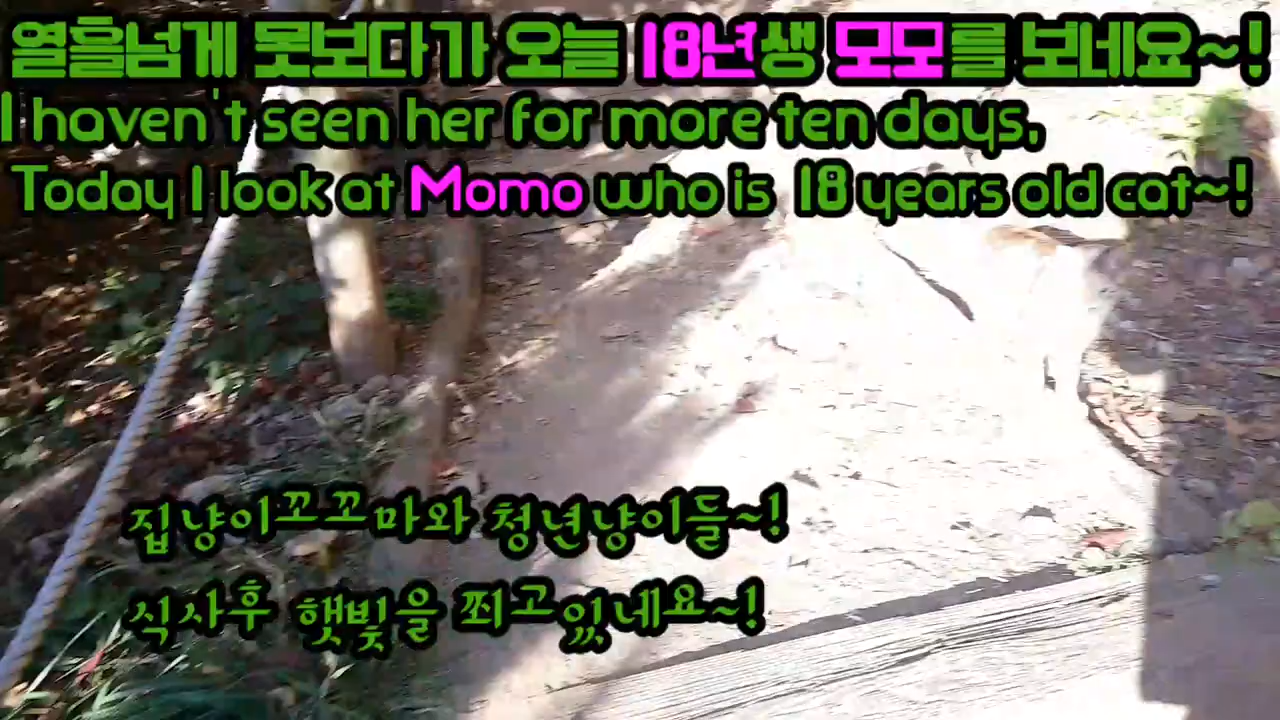 열흘넘게 못보다가 오늘 18년생 모모를 보네요~!
I haven't seen her for more ten days,
Today I look at Momo who is 18 years old cat~!
집냥이꼬꼬마와 청년냥이들~!
식사후 햇빛을 쬐고있네요~!